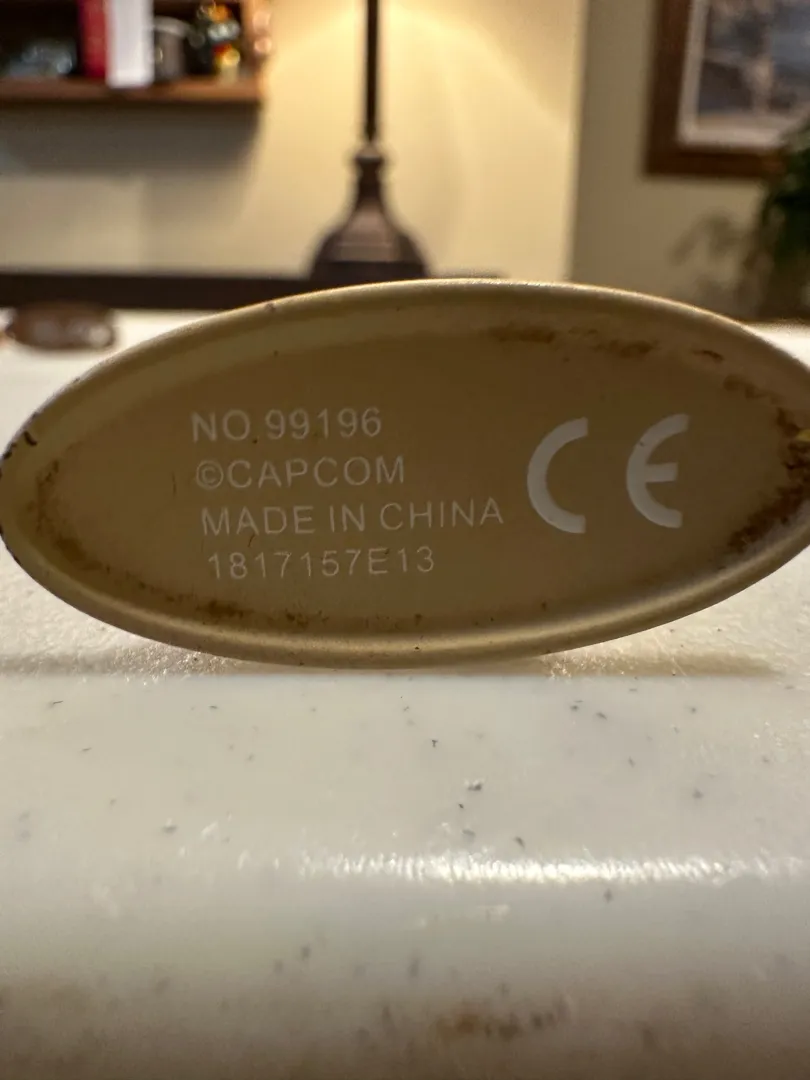 NO.99196
©CAPCOM
MADE IN CHINA
1817157E13
CE